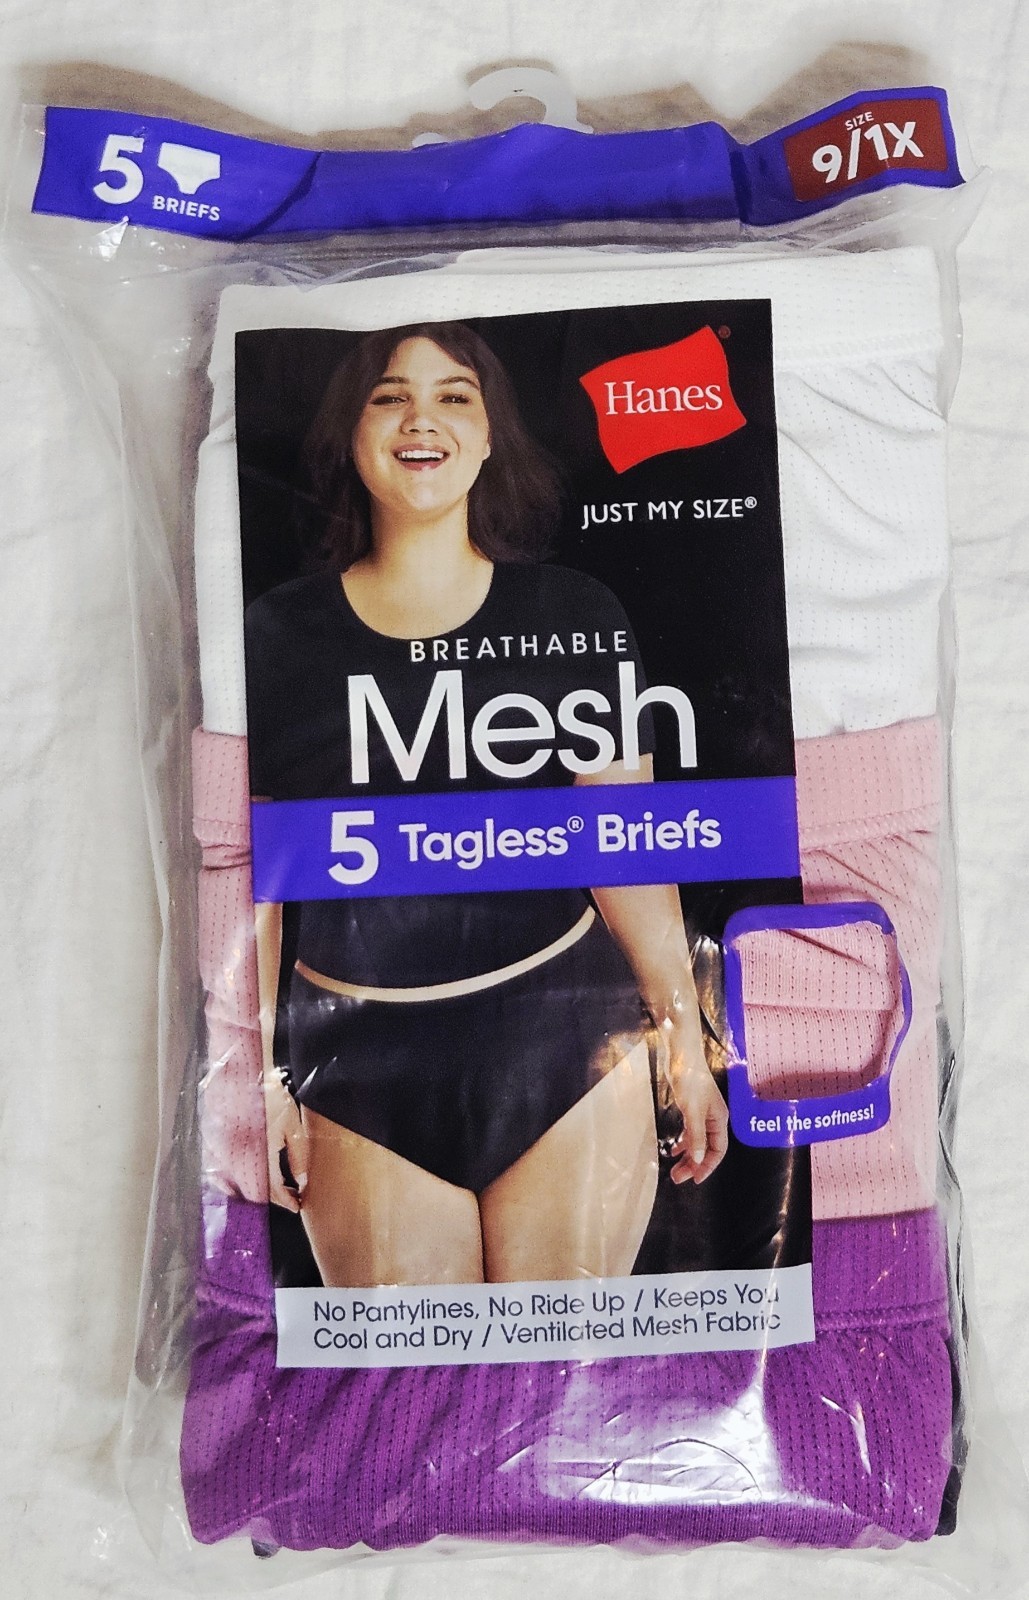 5
BRIEFS
SIZE
9/1X
Hanes®
JUST MY SIZE®
BREATHABLE
Mesh
5 Tagless® Briefs
feel the softness!
No Pantylines, No Ride Up / Keeps You
Cool and Dry / Ventilated Mesh Fabric